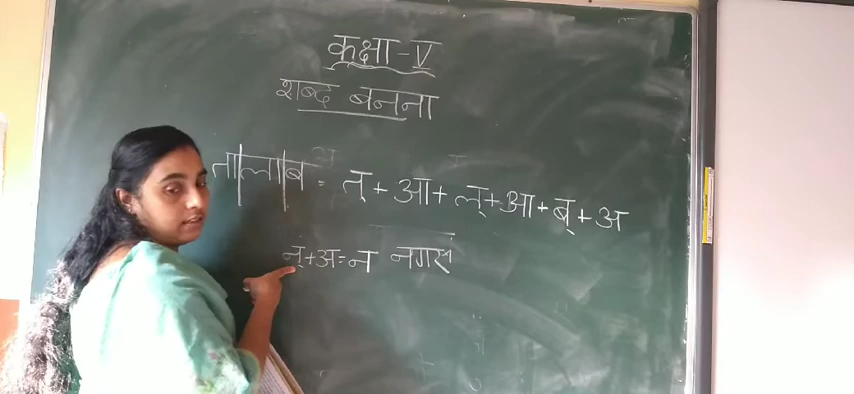 कक्षा-V
शब्द बनना
तालाब = त् + आ + ल् + आ + ब् + अ
न् + अ = न नगर